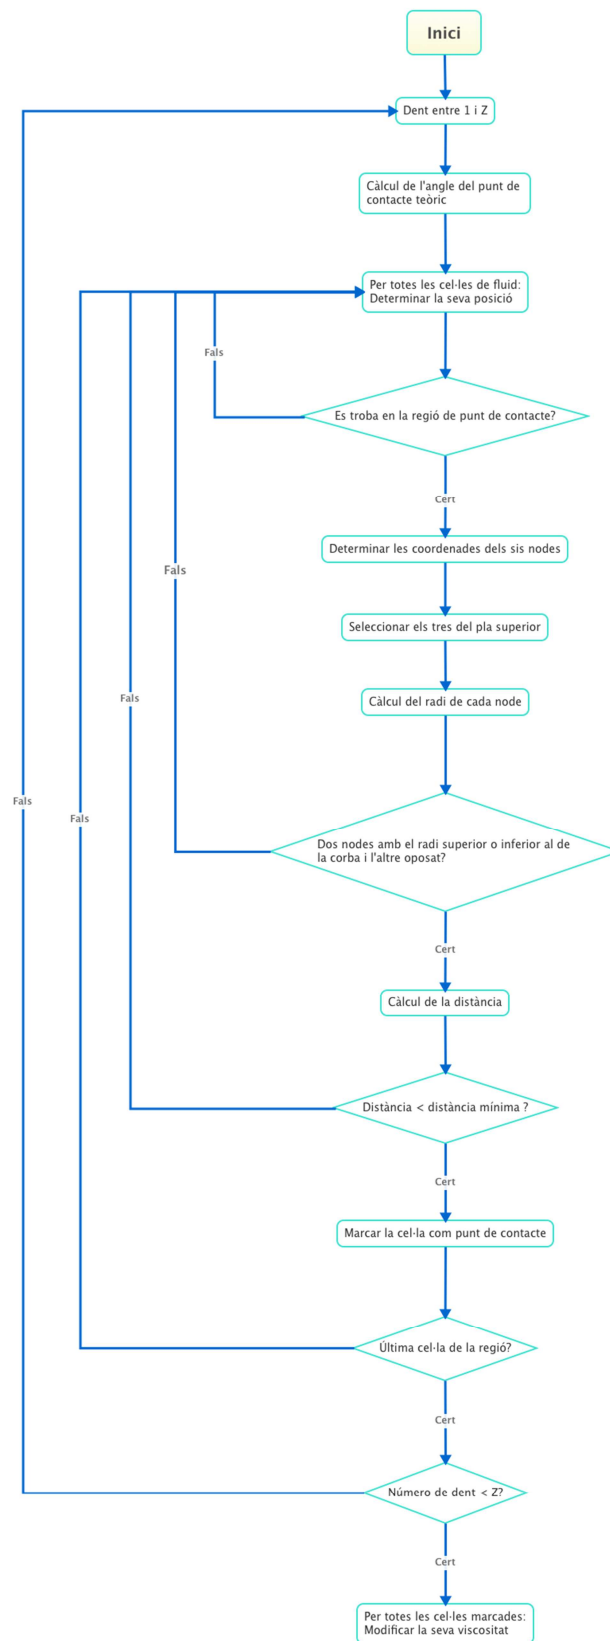 Inici
Dent entre 1 i Z
Càlcul de l'angle del punt de
contacte teòric
Per totes les cel·les de fluid:
Determinar la seva posició
Fals
Es troba en la regió de punt de contacte?
Cert
Determinar les coordenades dels sis nodes
Fals
Seleccionar els tres del pla superior
Fals
Càlcul del radi de cada node
Fals
Fals
Dos nodes amb el radi superior o inferior al de
la corba i l'altre oposat?
Cert
Càlcul de la distància
Distància < distància mínima ?
Cert
Marcar la cel·la com punt de contacte
Última cel·la de la regió?
Cert
Número de dent < Z?
Cert
Per totes les cel·les marcades:
Modificar la seva viscositat